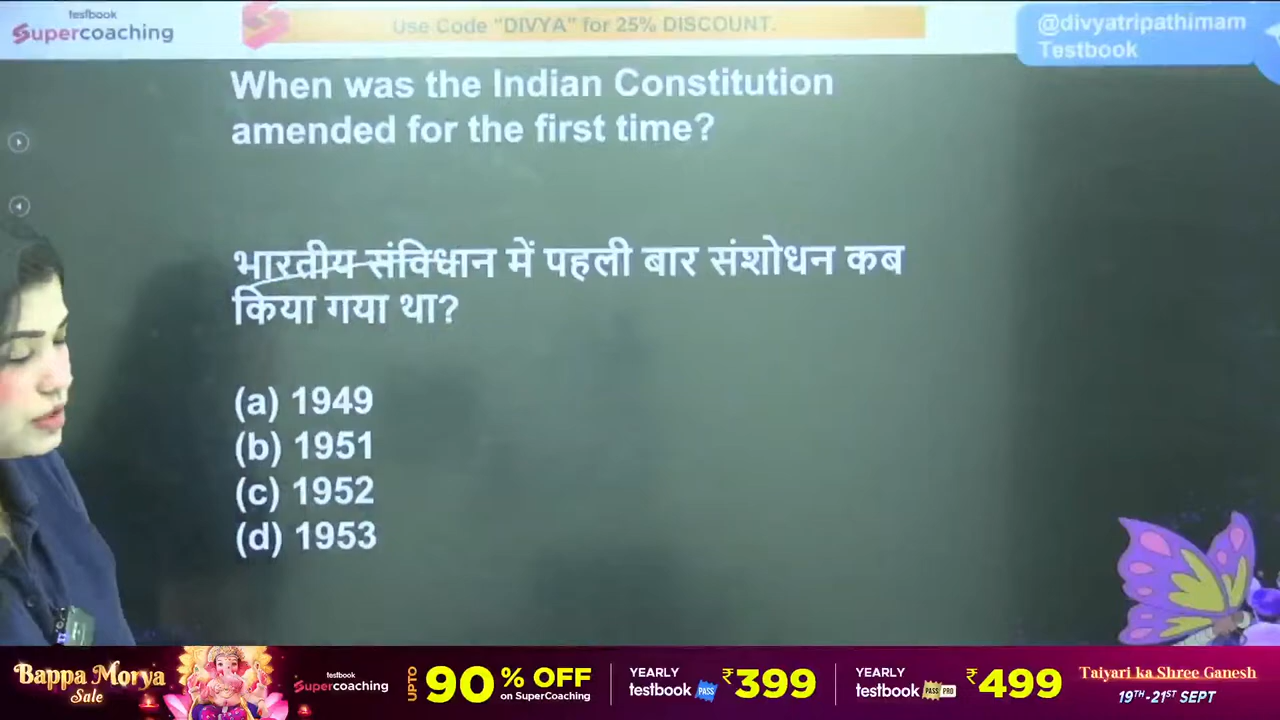 testbook
Supercoaching
Use Code "DIVYA" for 25% DISCOUNT.
@divyatripathimam
Testbook
When was the Indian Constitution
amended for the first time?
भारतीय संविधान में पहली बार संशोधन कब
किया गया था?
(a) 1949
(b) 1951
(c) 1952
(d) 1953
Bappa Morya
Sale
testbook
Supercoaching
UPTO
90% OFF
on SuperCoaching
YEARLY
testbook PASS
₹399
YEARLY
testbook PASS PRO
₹499
Taiyari ka Shree Ganesh
19TH-21ST SEPT